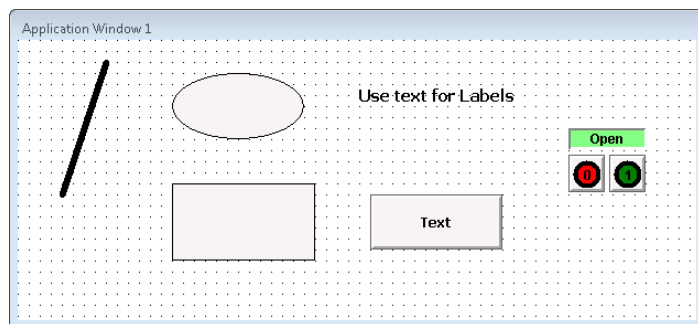 Application Window 1
Use text for Labels
Open
0 1
Text